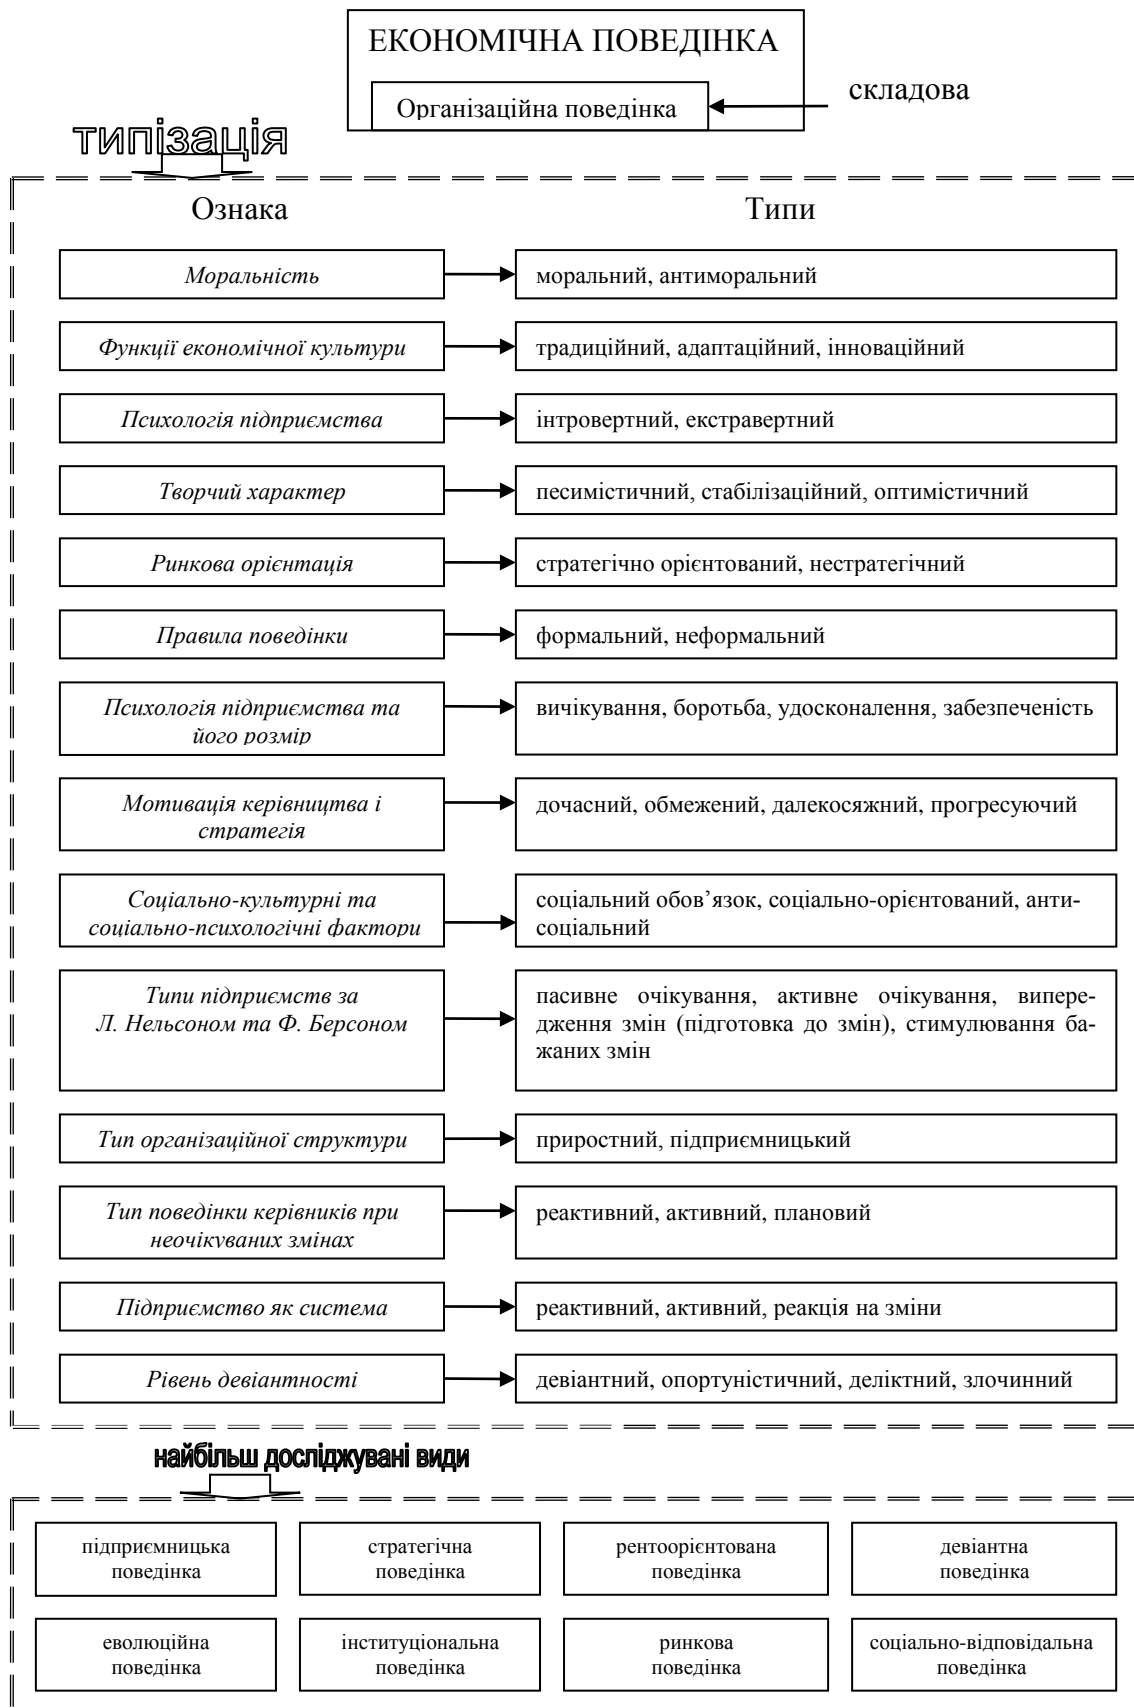 ЕКОНОМІЧНА ПОВЕДІНКА
Організаційна поведінка
складова
типізація
Ознака
Типи
Моральність
моральний, антиморальний
Функції економічної культури
традиційний, адаптаційний, інноваційний
Психологія підприємства
інтровертний, екстравертний
Творчий характер
песимістичний, стабілізаційний, оптимістичний
Ринкова орієнтація
стратегічно орієнтований, нестратегічний
Правила поведінки
формальний, неформальний
Психологія підприємства та
його розмір
вичікування, боротьба, удосконалення, забезпеченість
Мотивація керівництва і
стратегія
дочасний, обмежений, далекосяжний, прогресуючий
Соціально-культурні та
соціально-психологічні фактори
соціальний обов’язок, соціально-орієнтований, анти-
соціальний
Типи підприємств за
Л. Нельсоном та Ф. Берсоном
пасивне очікування, активне очікування, випере-
дження змін (підготовка до змін), стимулювання ба-
жаних змін
Тип організаційної структури
приростний, підприємницький
Тип поведінки керівників при
неочікуваних змінах
реактивний, активний, плановий
Підприємство як система
реактивний, активний, реакція на зміни
Рівень девіантності
девіантний, опортуністичний, деліктний, злочинний
найбільш досліджувані види
підприємницька
поведінка
стратегічна
поведінка
рентоорієнтована
поведінка
девіантна
поведінка
еволюційна
поведінка
інституціональна
поведінка
ринкова
поведінка
соціально-відповідальна
поведінка